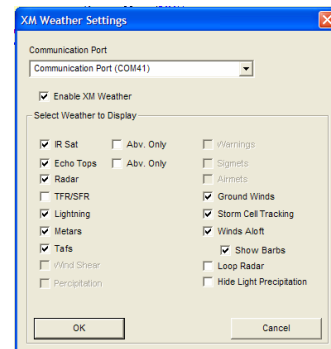 XM Weather Settings
Communication Port
Communication Port (COM41)
Enable XM Weather
Select Weather to Display
IR Sat Abv. Only Warnings
Echo Tops Abv. Only Sigmets
Radar Airmets
TFR/SFR Ground Winds
Lightning Storm Cell Tracking
Metars Winds Aloft
Tafs Show Barbs
Wind Shear Loop Radar
Percipitation Hide Light Precipitation
OK Cancel